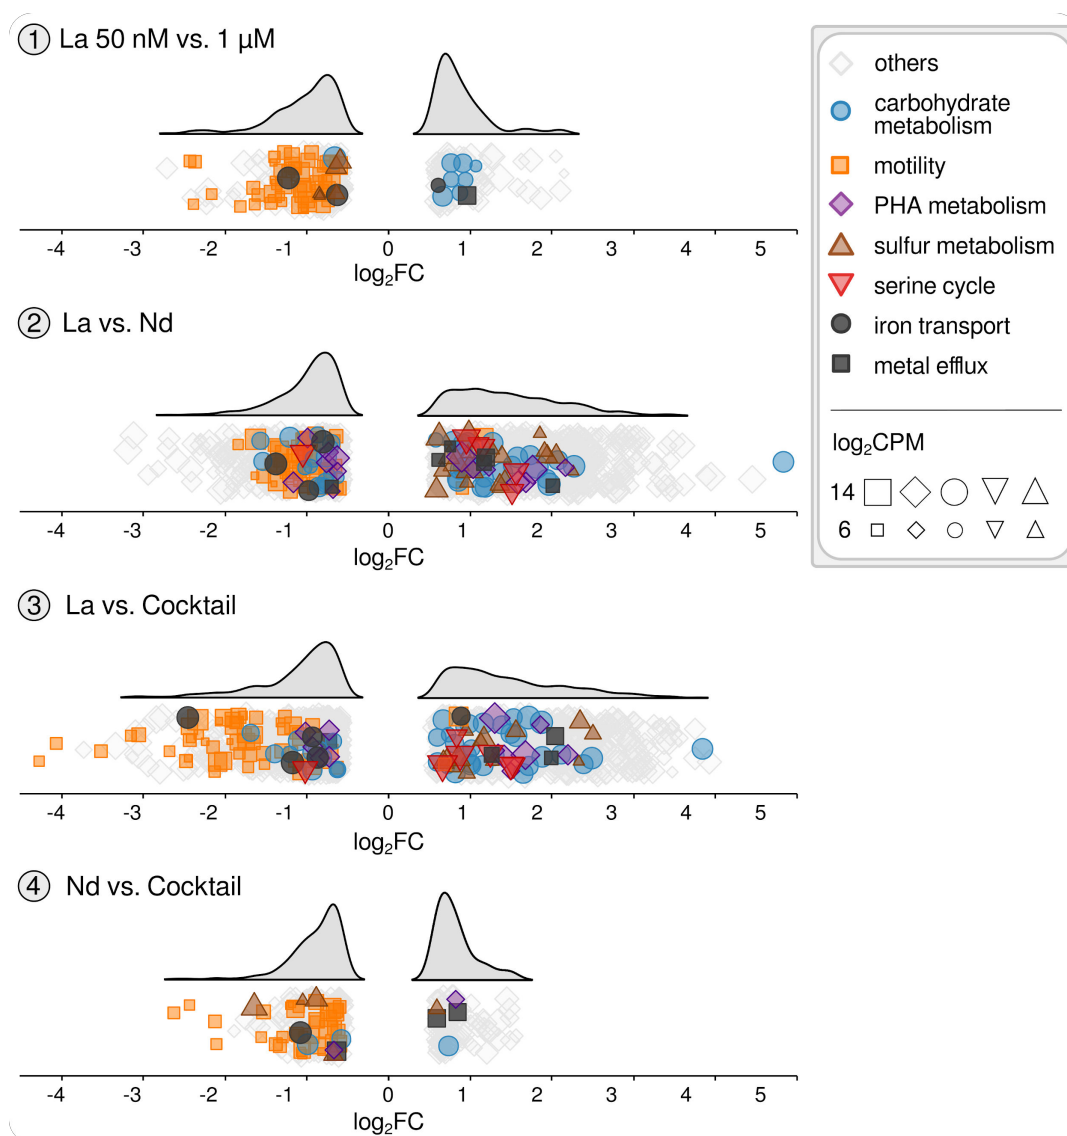 1 La 50 nM vs. 1 μM
-4 -3 -2 -1 0 1 2 3 4 5
log₂FC
2 La vs. Nd
-4 -3 -2 -1 0 1 2 3 4 5
log₂FC
3 La vs. Cocktail
-4 -3 -2 -1 0 1 2 3 4 5
log₂FC
4 Nd vs. Cocktail
-4 -3 -2 -1 0 1 2 3 4 5
log₂FC
others
carbohydrate
metabolism
motility
PHA metabolism
sulfur metabolism
serine cycle
iron transport
metal efflux
log₂CPM
14
6